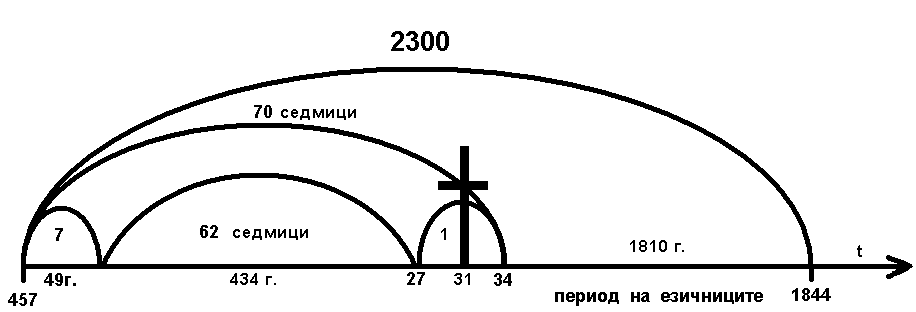 2300
70 седмици
7
62 седмици
1
1810 г.
t
49г.
434 г.
27
31
34
457
период на езичниците
1844